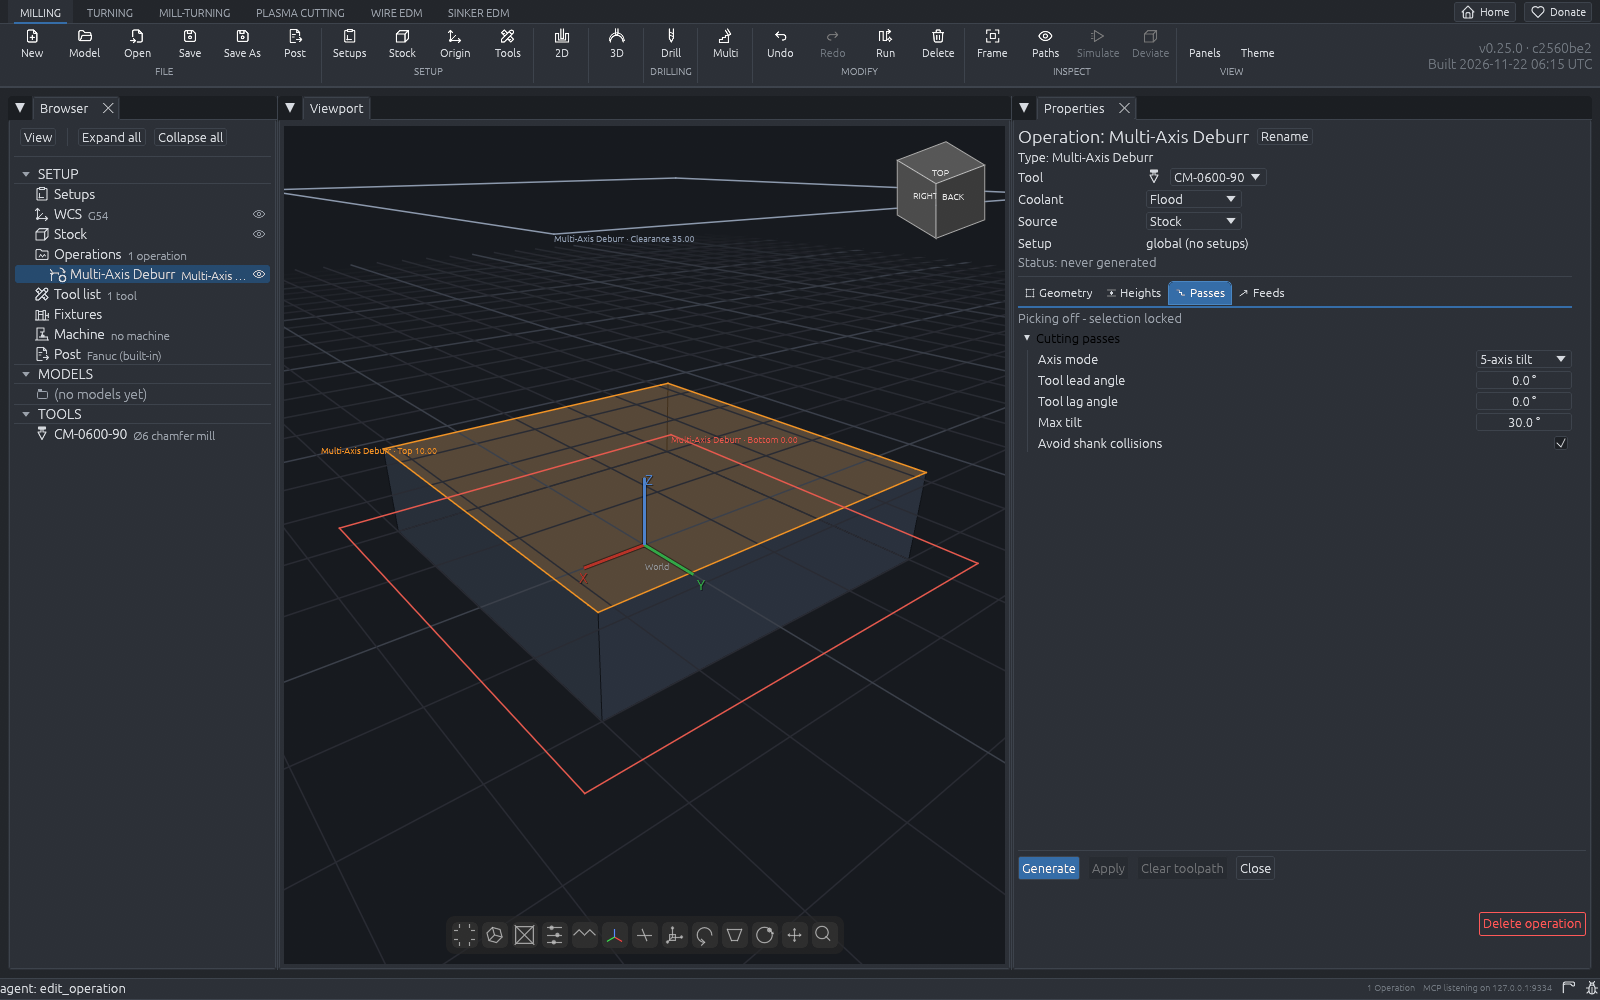 MILLING TURNING MILL-TURNING PLASMA CUTTING WIRE EDM SINKER EDM Home Donate
New Model Open Save Save As Post Setups Stock Origin Tools 2D 3D Drill Multi Undo Redo Run Delete Frame Paths Simulate Deviate Panels Theme
FILE SETUP DRILLING MODIFY INSPECT VIEW
v0.25.0 · c2560be2
Built 2026-11-22 06:15 UTC
Browser
View Expand all Collapse all
SETUP
Setups
WCS G54
Stock
Operations 1 operation
Multi-Axis Deburr Multi-Axis ...
Tool list 1 tool
Fixtures
Machine no machine
Post Fanuc (built-in)
MODELS
(no models yet)
TOOLS
CM-0600-90 Ø6 chamfer mill
Viewport
TOP
RIGHT BACK
Multi-Axis Deburr · Clearance 35.00
Multi-Axis Deburr · Bottom 0.00
Multi-Axis Deburr · Top 10.00
Z
World
X
Y
Properties
Operation: Multi-Axis Deburr Rename
Type: Multi-Axis Deburr
Tool CM-0600-90
Coolant Flood
Source Stock
Setup global (no setups)
Status: never generated
Geometry Heights Passes Feeds
Picking off - selection locked
Cutting passes
Axis mode 5-axis tilt
Tool lead angle 0.0 °
Tool lag angle 0.0 °
Max tilt 30.0 °
Avoid shank collisions
Generate Apply Clear toolpath Close
Delete operation
agent: edit_operation
1 Operation MCP listening on 127.0.0.1:9334